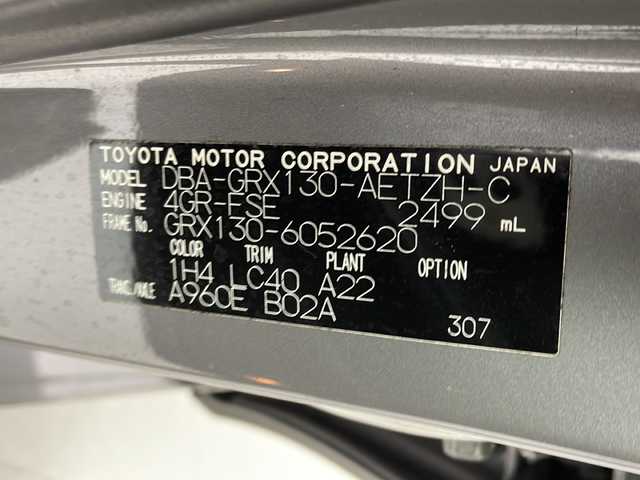 TOYOTA MOTOR CORPORATION JAPAN
MODEL DBA-GRX130-AETZH-C
ENGINE 4GR-FSE 2499 mL
FRAME No. GRX130-6052620
COLOR TRIM PLANT OPTION
1H4 LC40 A22
TRANS./AXLE A960E B02A
307